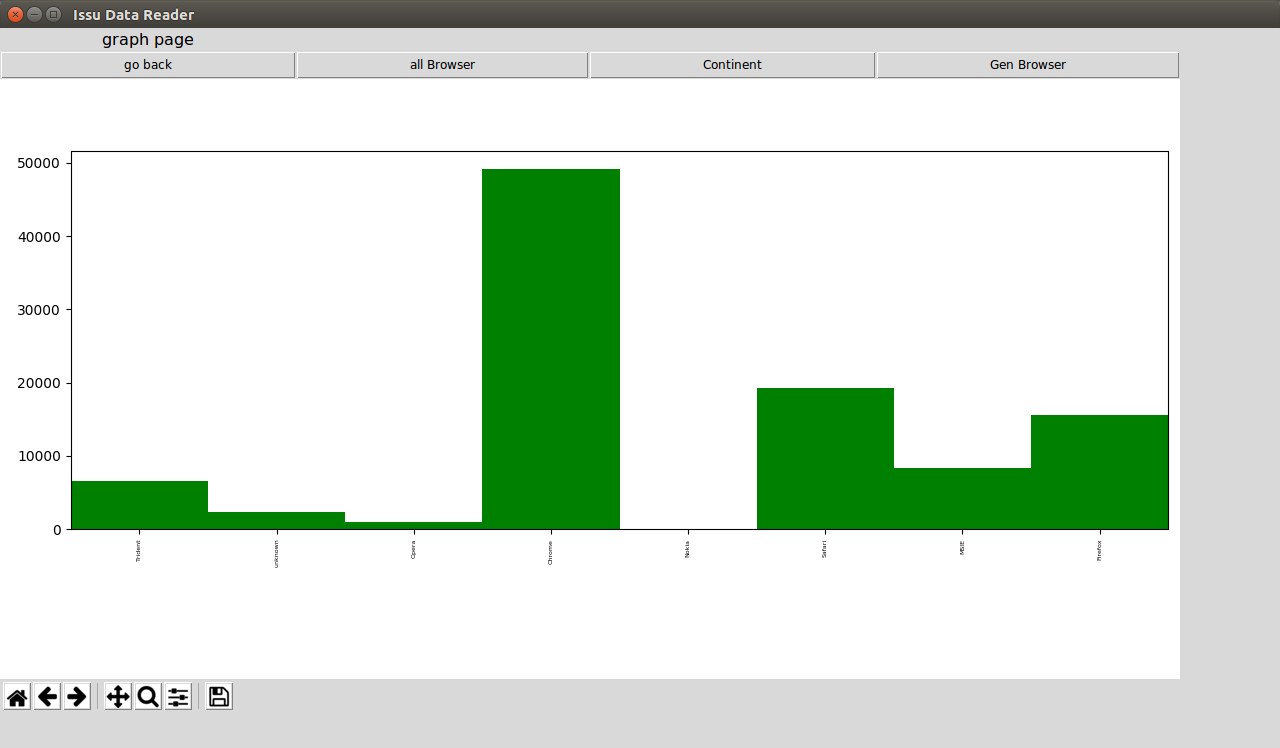 Issu Data Reader
graph page
go back all Browser Continent Gen Browser
50000
40000
30000
20000
10000
0
Trident unknown Opera Chrome Nokia Safari MSIE Firefox